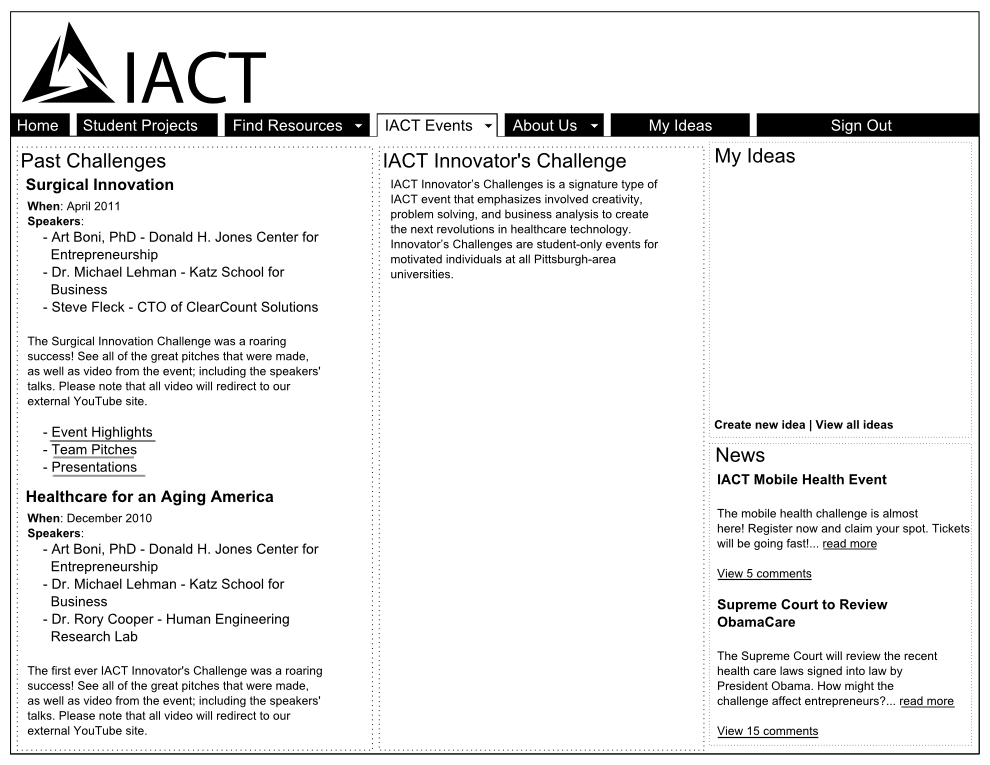 IACT
Home
Student Projects
Find Resources
IACT Events
About Us
My Ideas
Sign Out
Past Challenges
Surgical Innovation
When: April 2011
Speakers:
- Art Boni, PhD - Donald H. Jones Center for
Entrepreneurship
- Dr. Michael Lehman - Katz School for
Business
- Steve Fleck - CTO of ClearCount Solutions
The Surgical Innovation Challenge was a roaring
success! See all of the great pitches that were made,
as well as video from the event; including the speakers'
talks. Please note that all video will redirect to our
external YouTube site.
- Event Highlights
- Team Pitches
- Presentations
Healthcare for an Aging America
When: December 2010
Speakers:
- Art Boni, PhD - Donald H. Jones Center for
Entrepreneurship
- Dr. Michael Lehman - Katz School for
Business
- Dr. Rory Cooper - Human Engineering
Research Lab
The first ever IACT Innovator's Challenge was a roaring
success! See all of the great pitches that were made,
as well as video from the event; including the speakers'
talks. Please note that all video will redirect to our
external YouTube site.
IACT Innovator's Challenge
IACT Innovator's Challenges is a signature type of
IACT event that emphasizes involved creativity,
problem solving, and business analysis to create
the next revolutions in healthcare technology.
Innovator's Challenges are student-only events for
motivated individuals at all Pittsburgh-area
universities.
My Ideas
Create new idea | View all ideas
News
IACT Mobile Health Event
The mobile health challenge is almost
here! Register now and claim your spot. Tickets
will be going fast!... read more
View 5 comments
Supreme Court to Review
ObamaCare
The Supreme Court will review the recent
health care laws signed into law by
President Obama. How might the
challenge affect entrepreneurs?... read more
View 15 comments